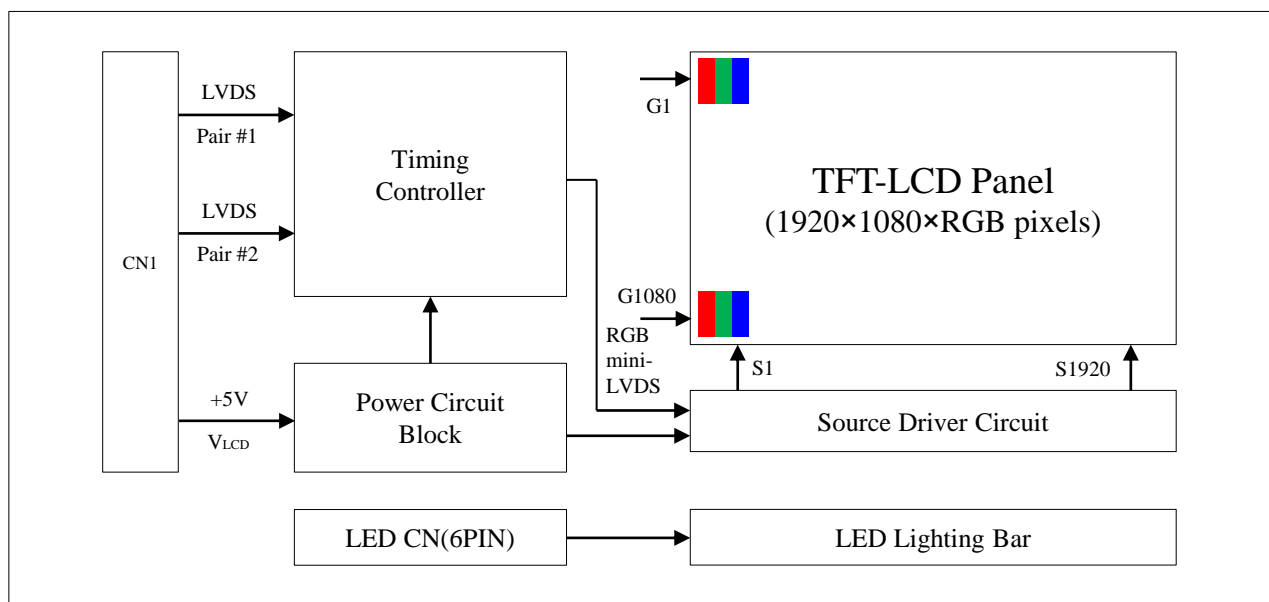 CN1
LVDS
Pair #1
LVDS
Pair #2
+5V
VLCD
Timing
Controller
Power Circuit
Block
RGB
mini-
LVDS
G1
G1080
TFT-LCD Panel
(1920×1080×RGB pixels)
S1
S1920
Source Driver Circuit
LED CN(6PIN)
LED Lighting Bar